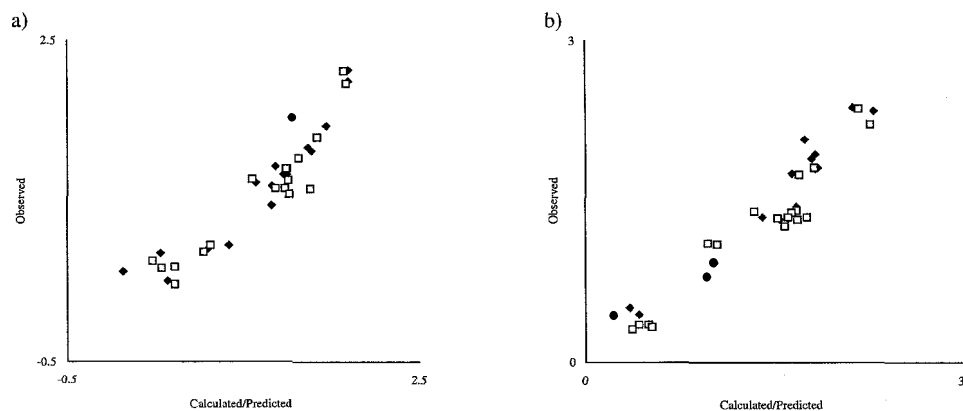 a)
2.5
Observed
-0.5
-0.5
2.5
Calculated/Predicted
b)
3
Observed
0
0
3
Calculated/Predicted